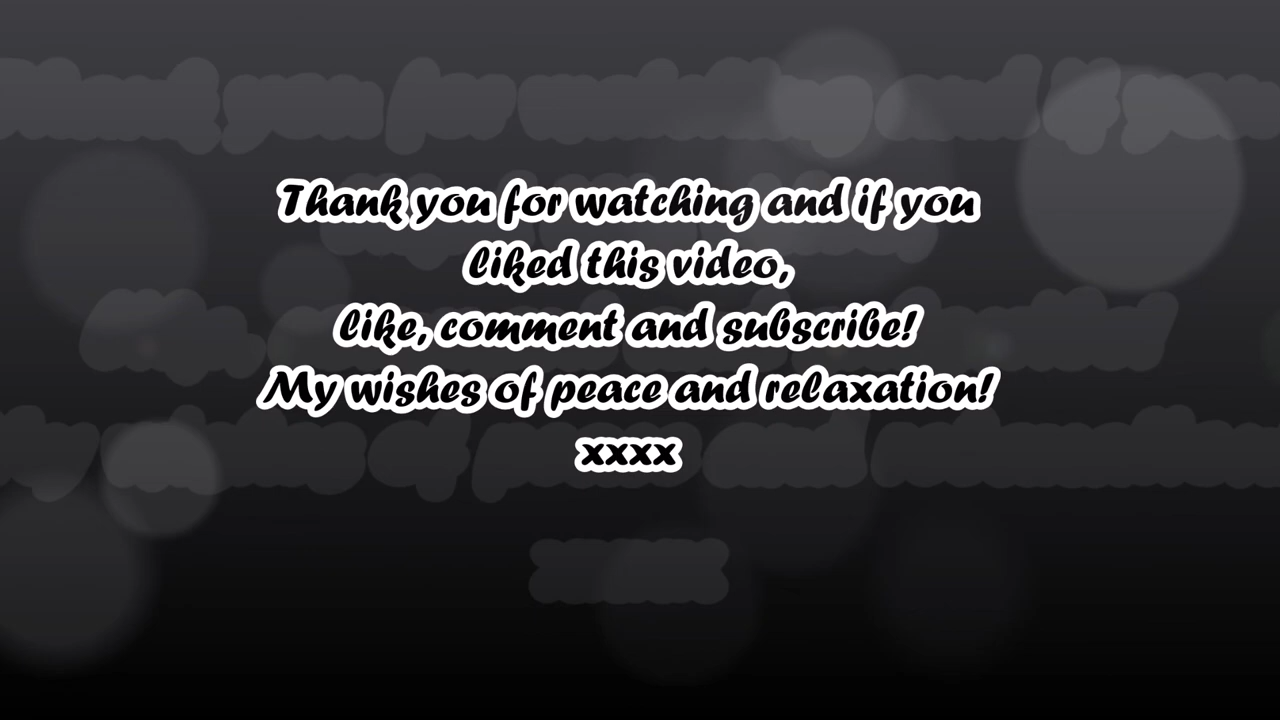 Thank you for watching and if you
liked this video,
like, comment and subscribe!
My wishes of peace and relaxation!
xxxx